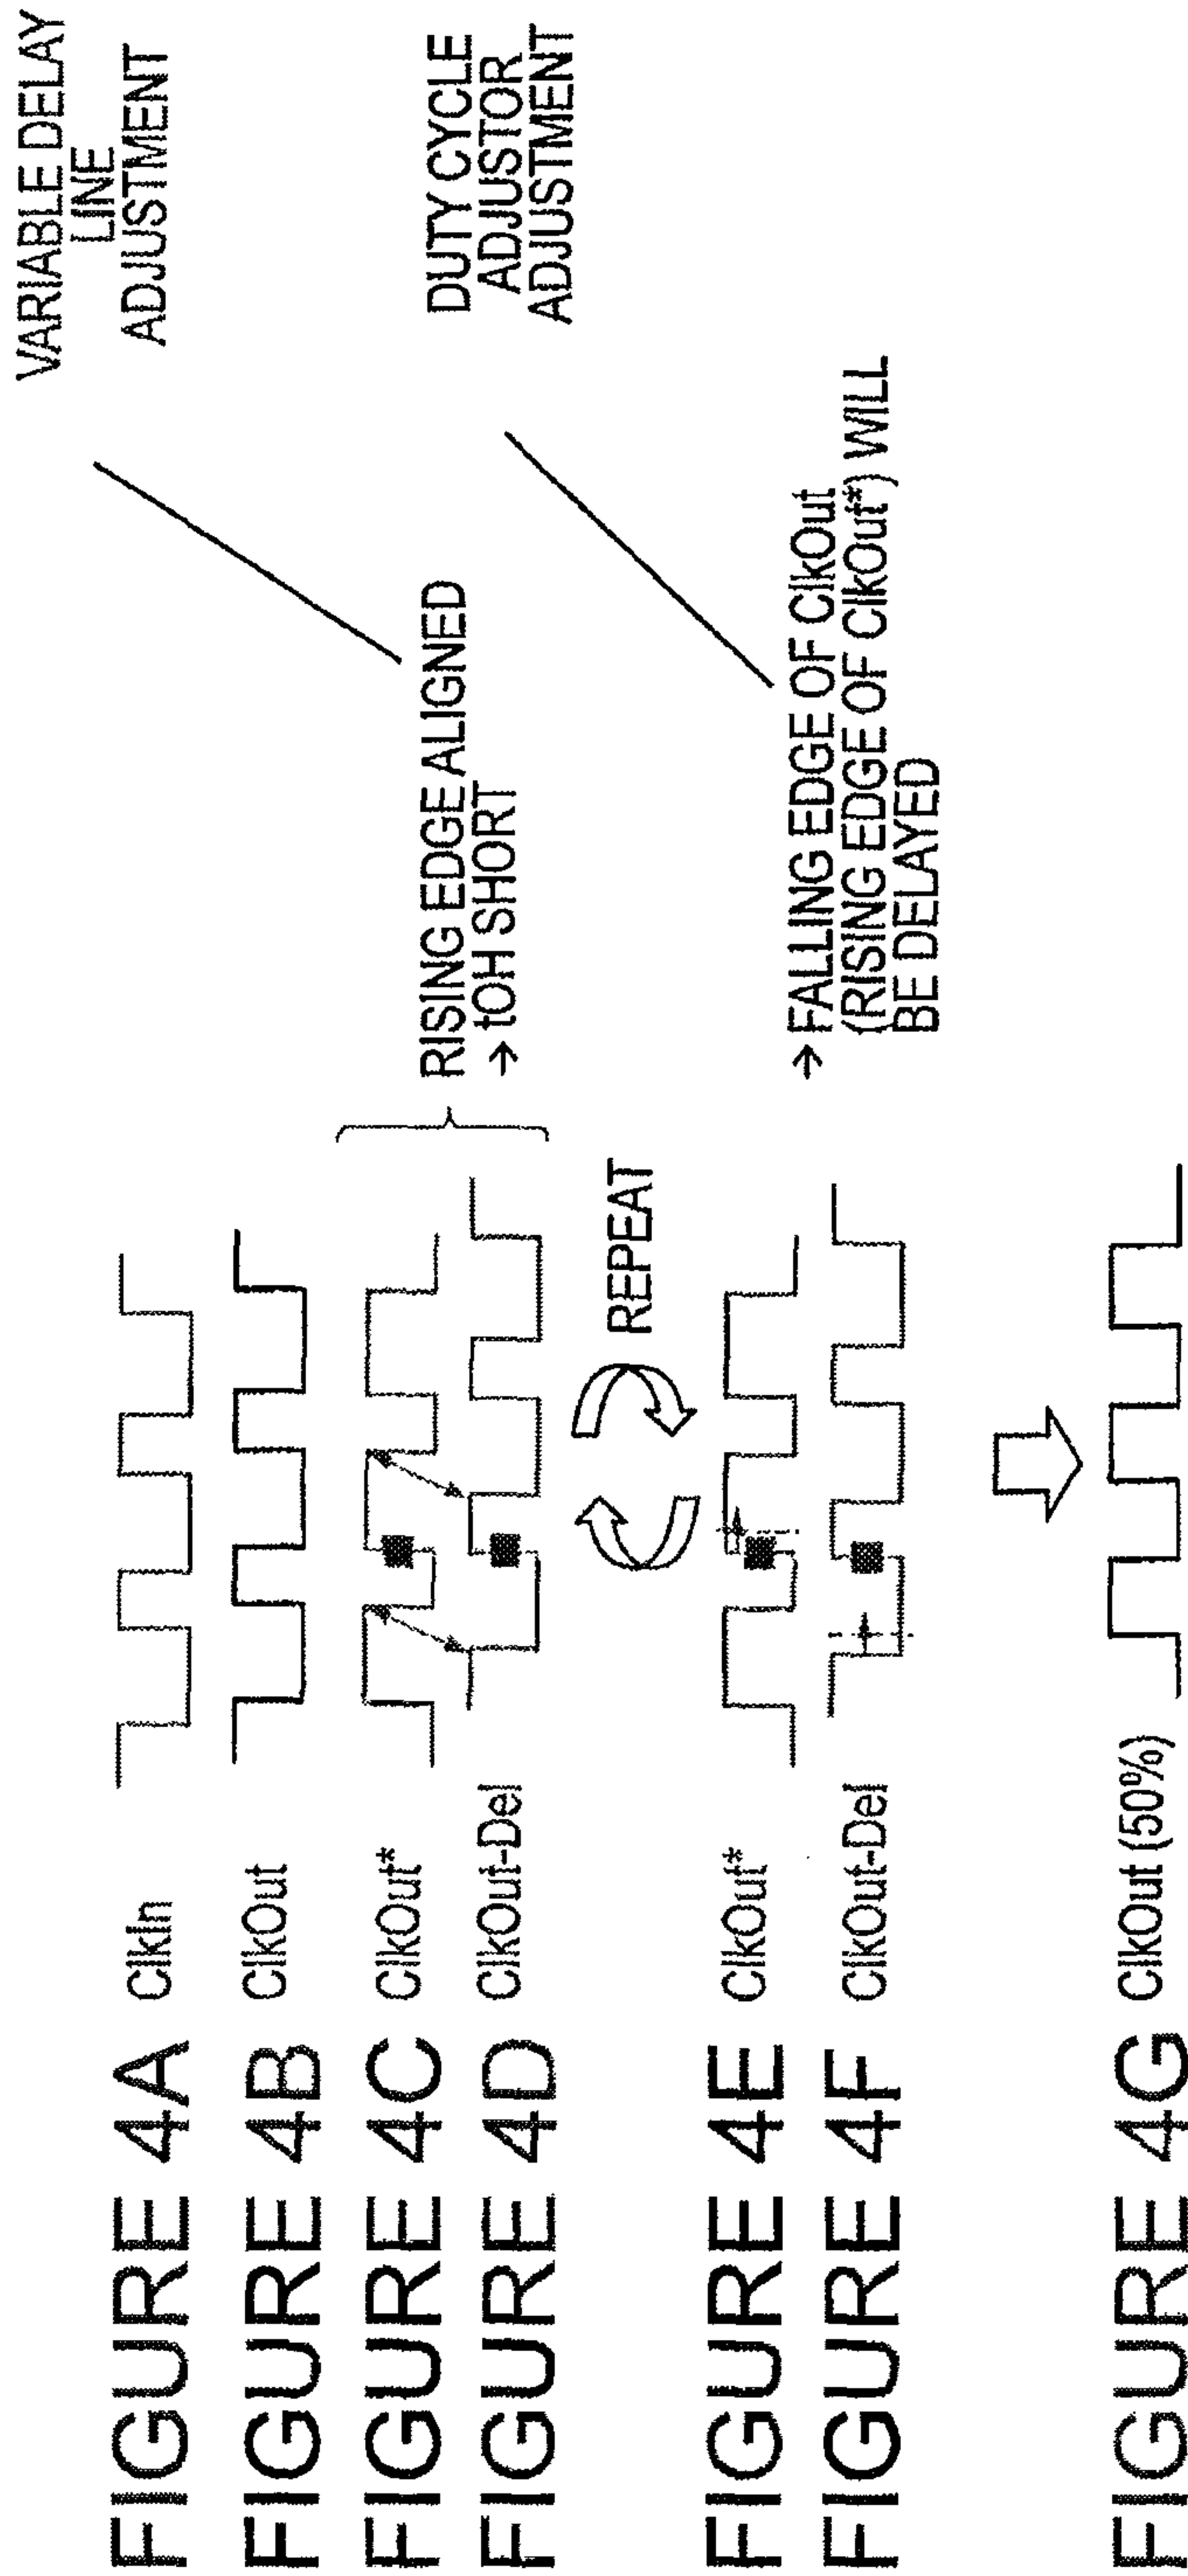 VARIABLE DELAY
LINE
ADJUSTMENT
DUTY CYCLE
ADJUSTOR
ADJUSTMENT
FIGURE 4A ClkIn
FIGURE 4B ClkOut
FIGURE 4C ClkOut*
FIGURE 4D ClkOut-Del
RISING EDGE ALIGNED
→ tOH SHORT
REPEAT
FIGURE 4E ClkOut*
FIGURE 4F ClkOut-Del
→ FALLING EDGE OF ClkOut
(RISING EDGE OF ClkOut*) WILL
BE DELAYED
FIGURE 4G ClkOut (50%)